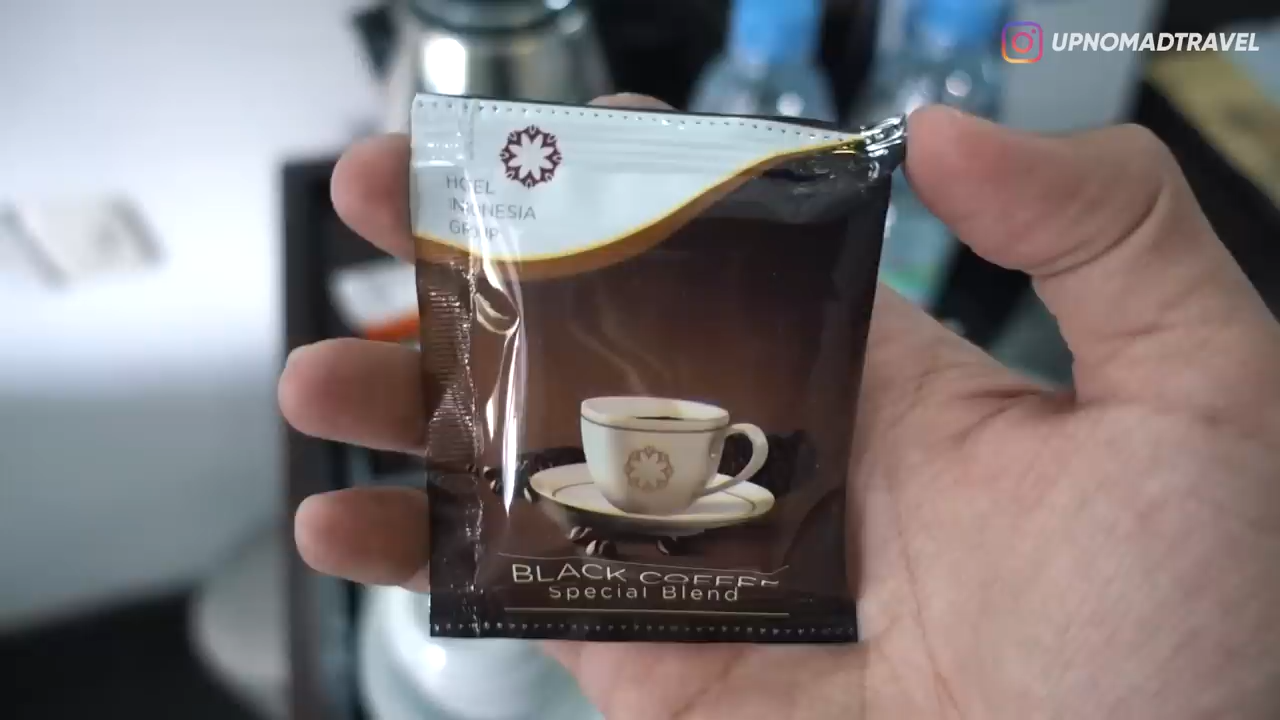 UPNOMADTRAVEL
HOTEL
INDONESIA
GROUP
BLACK COFFEE
Special Blend